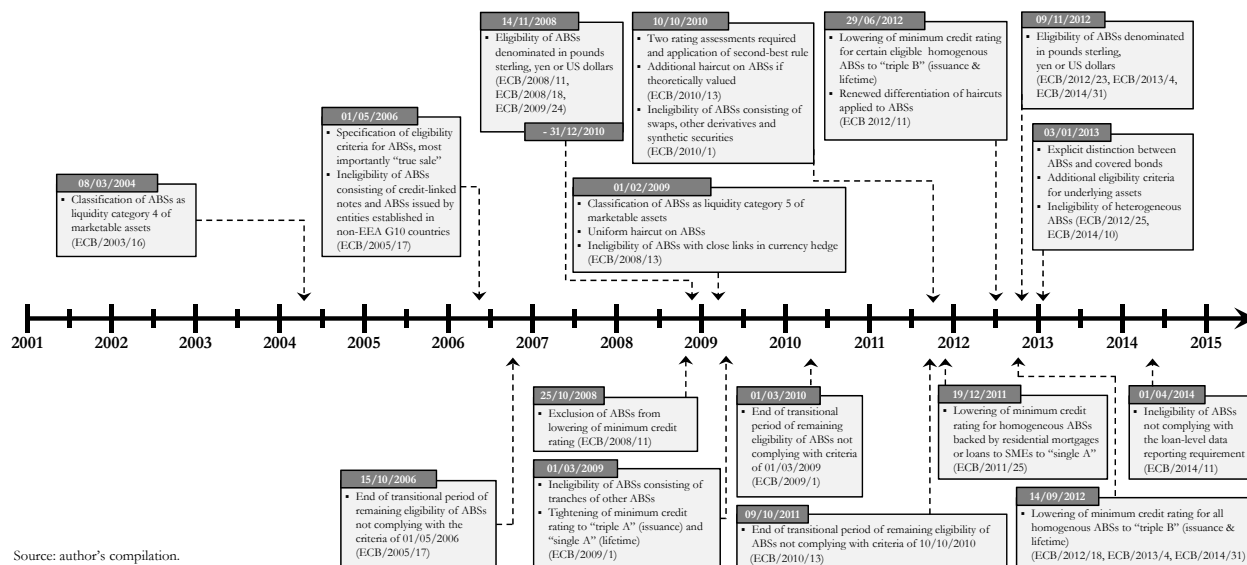 14/11/2008
▪ Eligibility of ABSs
denominated in pounds
sterling, yen or US dollars
(ECB/2008/11,
ECB/2008/18,
ECB/2009/24)
- 31/12/2010
10/10/2010
▪ Two rating assessments required
and application of second-best rule
▪ Additional haircut on ABSs if
theoretically valued
(ECB/2010/13)
▪ Ineligibility of ABSs consisting of
swaps, other derivatives and
synthetic securities
(ECB/2010/1)
29/06/2012
▪ Lowering of minimum credit rating
for certain eligible homogenous
ABSs to “triple B” (issuance &
lifetime)
▪ Renewed differentiation of haircuts
applied to ABSs
(ECB 2012/11)
09/11/2012
▪ Eligibility of ABSs denominated
in pounds sterling,
yen or US dollars
(ECB/2012/23, ECB/2013/4,
ECB/2014/31)
01/05/2006
▪ Specification of eligibility
criteria for ABSs, most
importantly “true sale”
▪ Ineligibility of ABSs
consisting of credit-linked
notes and ABSs issued by
entities established in
non-EEA G10 countries
(ECB/2005/17)
03/01/2013
▪ Explicit distinction between
ABSs and covered bonds
▪ Additional eligibility criteria
for underlying assets
▪ Ineligibility of heterogeneous
ABSs (ECB/2012/25,
ECB/2014/10)
08/03/2004
▪ Classification of ABSs as
liquidity category 4 of
marketable assets
(ECB/2003/16)
01/02/2009
▪ Classification of ABSs as liquidity category 5 of
marketable assets
▪ Uniform haircut on ABSs
▪ Ineligibility of ABSs with close links in currency hedge
(ECB/2008/13)
2001 2002 2003 2004 2005 2006 2007 2008 2009 2010 2011 2012 2013 2014 2015
25/10/2008
▪ Exclusion of ABSs from
lowering of minimum credit
rating (ECB/2008/11)
01/03/2010
▪ End of transitional
period of remaining
eligibility of ABSs not
complying with criteria
of 01/03/2009
(ECB/2009/1)
19/12/2011
▪ Lowering of minimum credit
rating for homogeneous ABSs
backed by residential mortgages
or loans to SMEs to “single A”
(ECB/2011/25)
01/04/2014
▪ Ineligibility of ABSs
not complying with
the loan-level data
reporting requirement
(ECB/2014/11)
15/10/2006
▪ End of transitional period of
remaining eligibility of ABSs
not complying with the
criteria of 01/05/2006
(ECB/2005/17)
01/03/2009
▪ Ineligibility of ABSs consisting of
tranches of other ABSs
▪ Tightening of minimum credit
rating to “triple A” (issuance) and
“single A” (lifetime)
(ECB/2009/1)
09/10/2011
▪ End of transitional period of remaining eligibility of
ABSs not complying with criteria of 10/10/2010
(ECB/2010/13)
14/09/2012
▪ Lowering of minimum credit rating for all
homogenous ABSs to “triple B” (issuance &
lifetime)
(ECB/2012/18, ECB/2013/4, ECB/2014/31)
Source: author’s compilation.